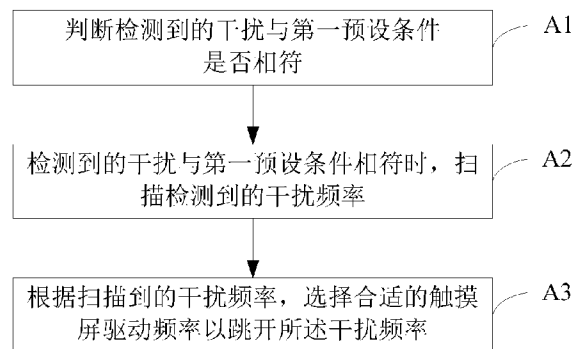 判断检测到的干扰与第一预设条件
是否相符
A1
检测到的干扰与第一预设条件相符时，扫
描检测到的干扰频率
A2
根据扫描到的干扰频率，选择合适的触摸
屏驱动频率以跳开所述干扰频率
A3